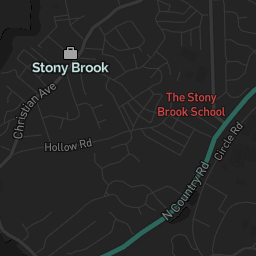 Stony Brook
Christian Ave
The Stony
Brook School
Hollow Rd
Circle Rd
N Country Rd